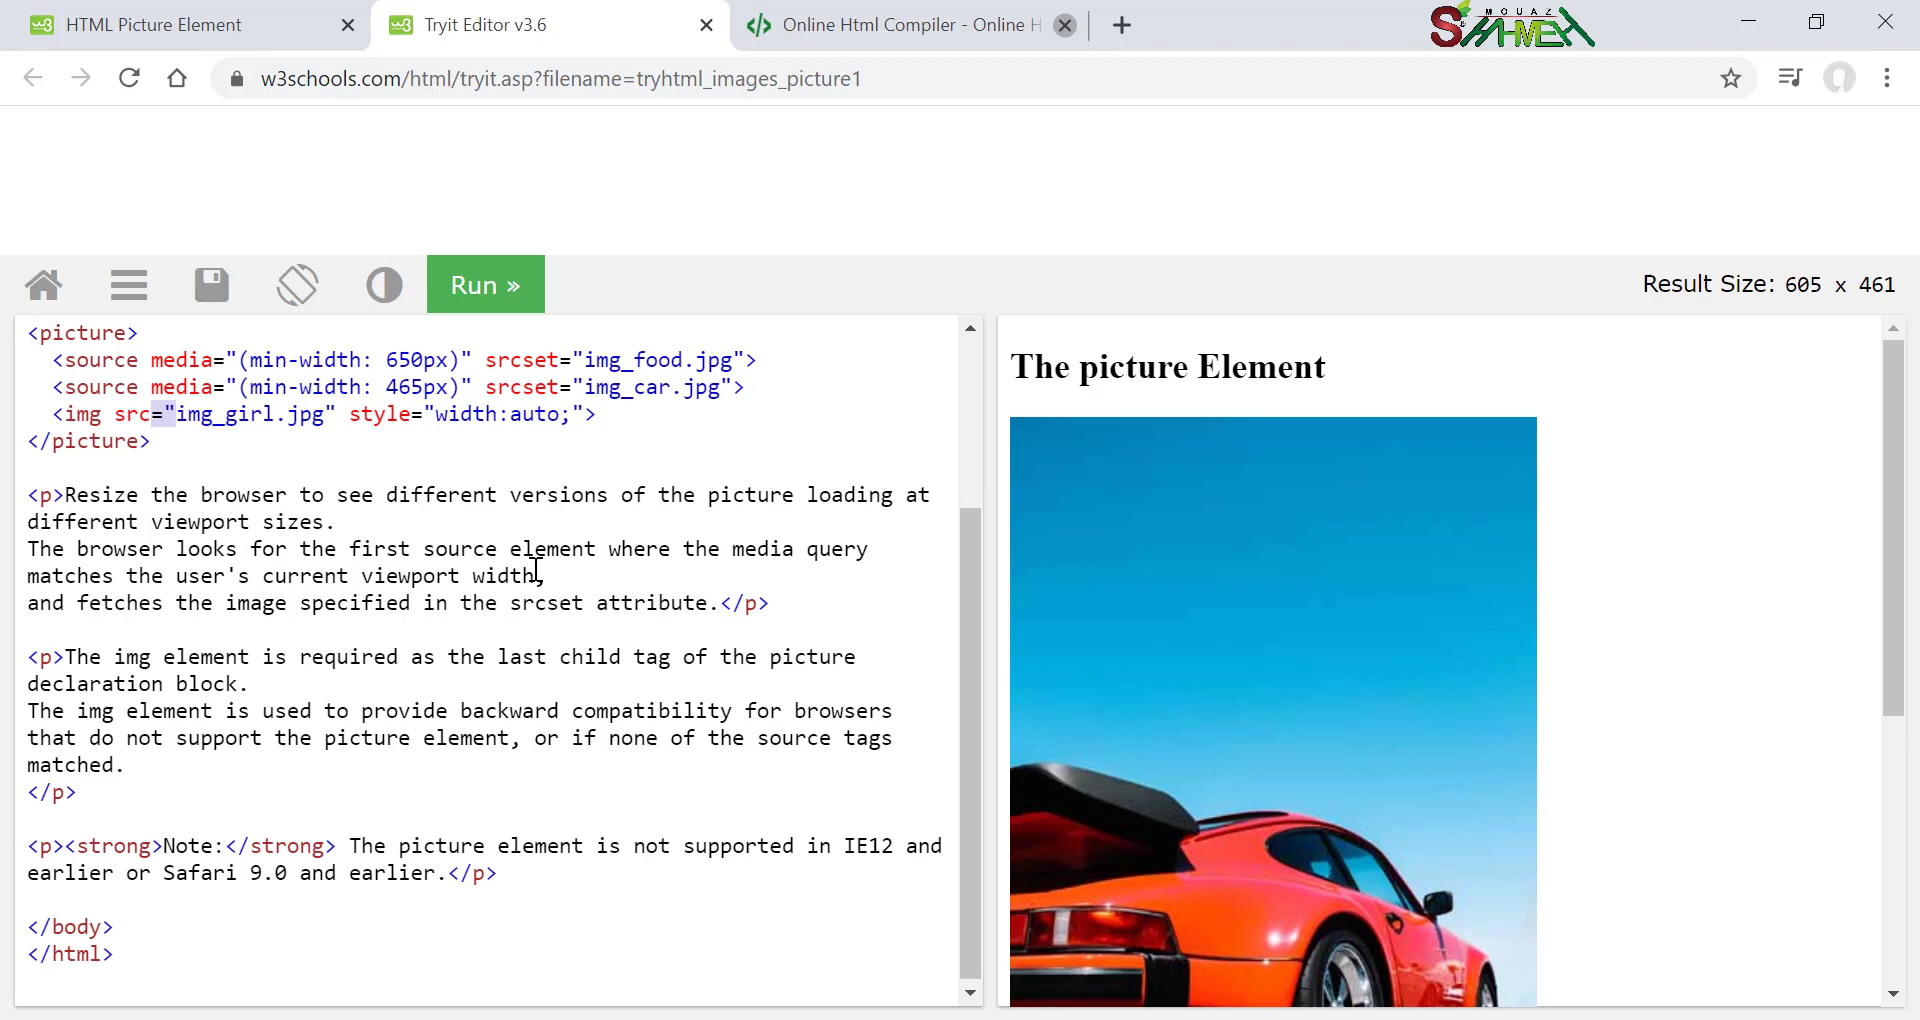 HTML Picture Element
Tryit Editor v3.6
Online Html Compiler - Online H
MOUAZ
w3schools.com/html/tryit.asp?filename=tryhtml_images_picture1
Run »
Result Size: 605 x 461
<picture>
<source media="(min-width: 650px)" srcset="img_food.jpg">
<source media="(min-width: 465px)" srcset="img_car.jpg">
<img src="img_girl.jpg" style="width:auto;">
</picture>
<p>Resize the browser to see different versions of the picture loading at
different viewport sizes.
The browser looks for the first source element where the media query
matches the user's current viewport width,
and fetches the image specified in the srcset attribute.</p>
<p>The img element is required as the last child tag of the picture
declaration block.
The img element is used to provide backward compatibility for browsers
that do not support the picture element, or if none of the source tags
matched.
</p>
<p><strong>Note:</strong> The picture element is not supported in IE12 and
earlier or Safari 9.0 and earlier.</p>
</body>
</html>
The picture Element